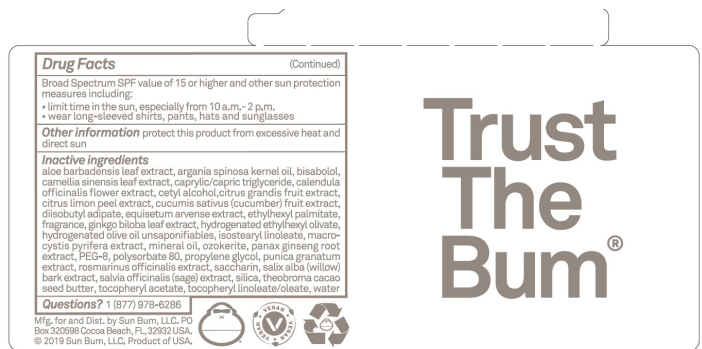 Drug Facts (Continued)
Broad Spectrum SPF value of 15 or higher and other sun protection
measures including:
• limit time in the sun, especially from 10 a.m.- 2 p.m.
• wear long-sleeved shirts, pants, hats and sunglasses
Other information protect this product from excessive heat and
direct sun
Inactive ingredients
aloe barbadensis leaf extract, argania spinosa kernel oil, bisabolol,
camellia sinensis leaf extract, caprylic/capric triglyceride, calendula
officinalis flower extract, cetyl alcohol,citrus grandis fruit extract,
citrus limon peel extract, cucumis sativus (cucumber) fruit extract,
diisobutyl adipate, equisetum arvense extract, ethylhexyl palmitate,
fragrance, ginkgo biloba leaf extract, hydrogenated ethylhexyl olivate,
hydrogenated olive oil unsaponifiables, isostearyl linoleate, macro-
cystis pyrifera extract, mineral oil, ozokerite, panax ginseng root
extract, PEG-8, polysorbate 80, propylene glycol, punica granatum
extract, rosmarinus officinalis extract, saccharin, salix alba (willow)
bark extract, salvia officinalis (sage) extract, silica, theobroma cacao
seed butter, tocopheryl acetate, tocopheryl linoleate/oleate, water
Questions? 1 (877) 978-6286
Mfg. for and Dist. by Sun Bum, LLC. PO
Box 320598 Cocoa Beach, FL, 32932 USA.
© 2019 Sun Bum, LLC. Product of USA.
VEGAN
VEGAN
VEGAN
Trust
The
Bum®